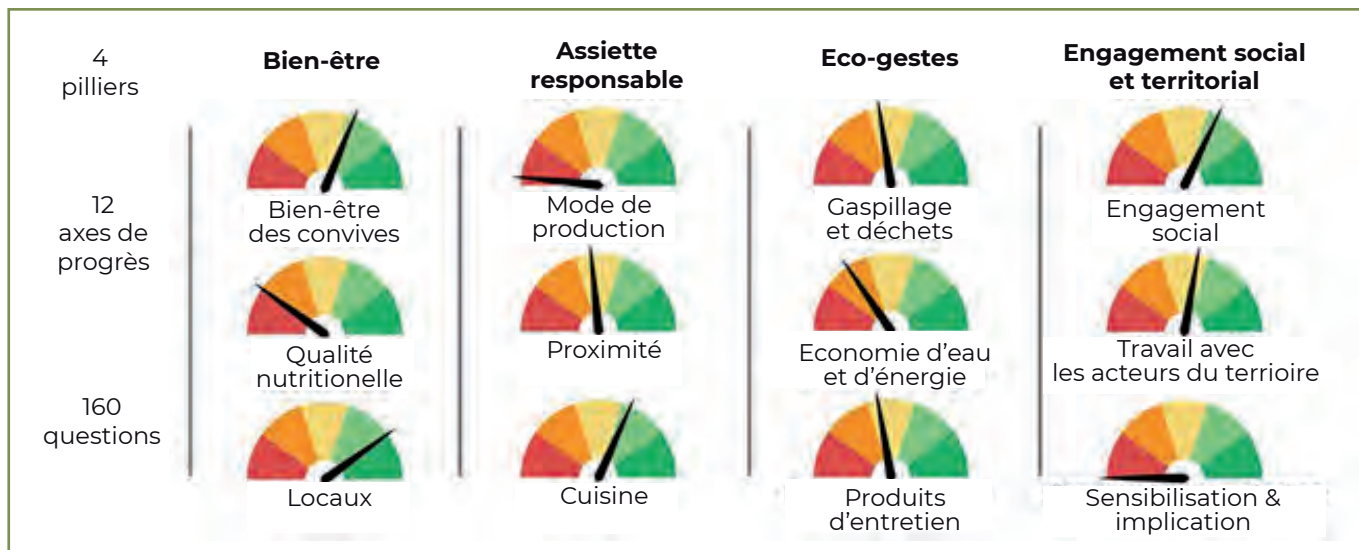 4
pilliers
Bien-être
Assiette
responsable
Eco-gestes
Engagement social
et territorial
12
axes de
progrès
Bien-être
des convives
Mode de
production
Gaspillage
et déchets
Engagement
social
Qualité
nutritionelle
Proximité
Economie d'eau
et d'énergie
Travail avec
les acteurs du terrioire
160
questions
Locaux
Cuisine
Produits
d'entretien
Sensibilisation &
implication